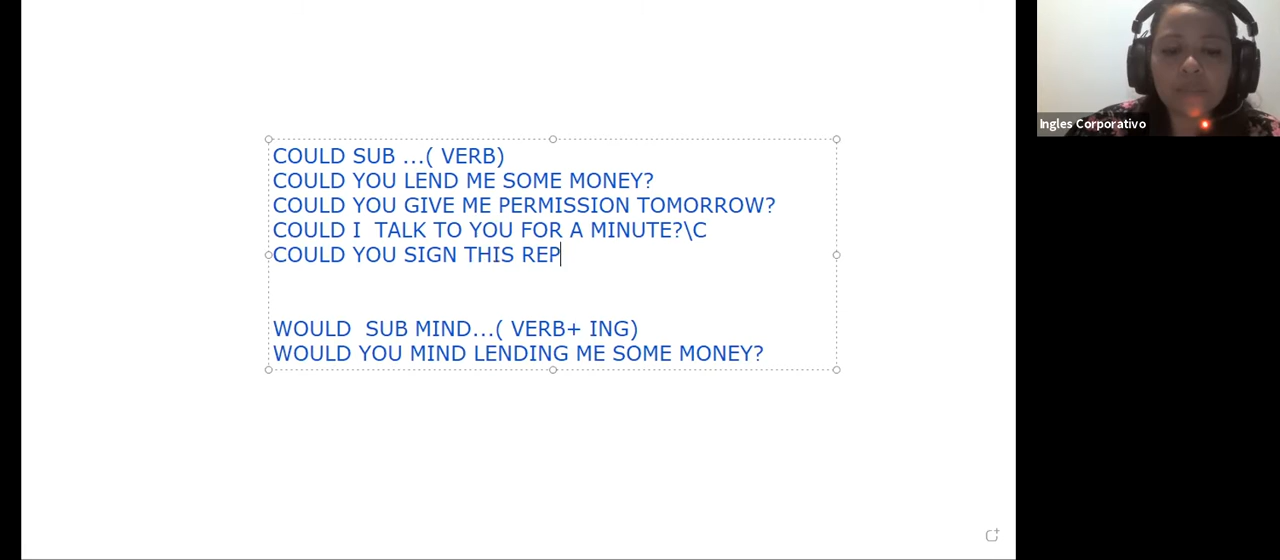 COULD SUB ...( VERB)
COULD YOU LEND ME SOME MONEY?
COULD YOU GIVE ME PERMISSION TOMORROW?
COULD I  TALK TO YOU FOR A MINUTE?\C
COULD YOU SIGN THIS REP
WOULD  SUB MIND...( VERB+ ING)
WOULD YOU MIND LENDING ME SOME MONEY?
Ingles Corporativo